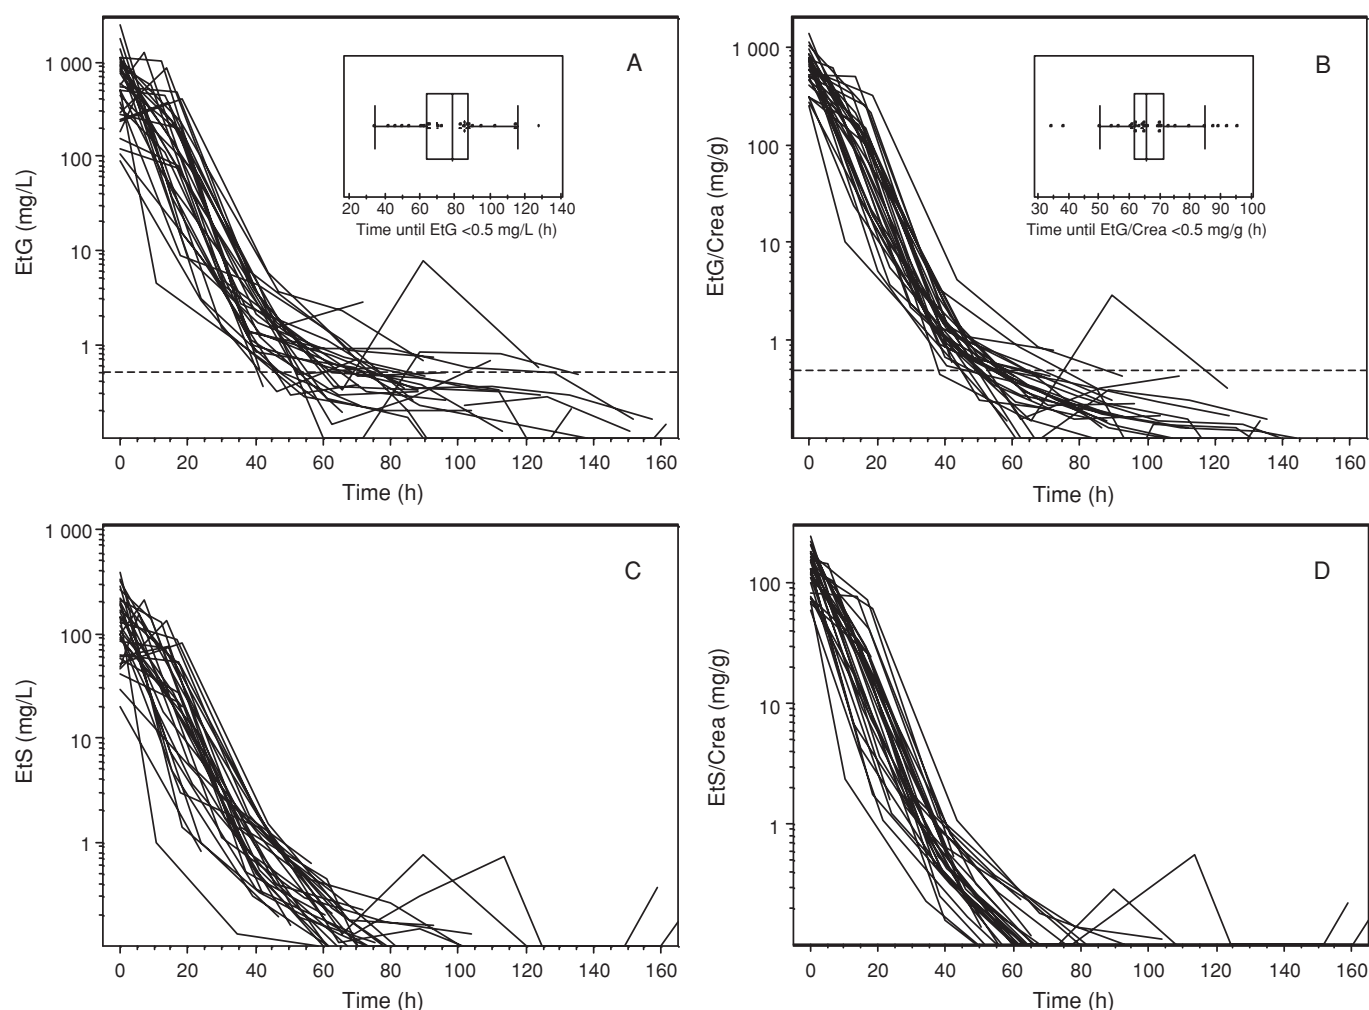 A
EtG (mg/L)
1 000
100
10
1
20 40 60 80 100 120 140
Time until EtG <0.5 mg/L (h)
0 20 40 60 80 100 120 140 160
Time (h)
B
EtG/Crea (mg/g)
1 000
100
10
1
30 40 50 60 70 80 90 100
Time until EtG/Crea <0.5 mg/g (h)
0 20 40 60 80 100 120 140 160
Time (h)
C
EtS (mg/L)
1 000
100
10
1
0 20 40 60 80 100 120 140 160
Time (h)
D
EtS/Crea (mg/g)
100
10
1
0 20 40 60 80 100 120 140 160
Time (h)